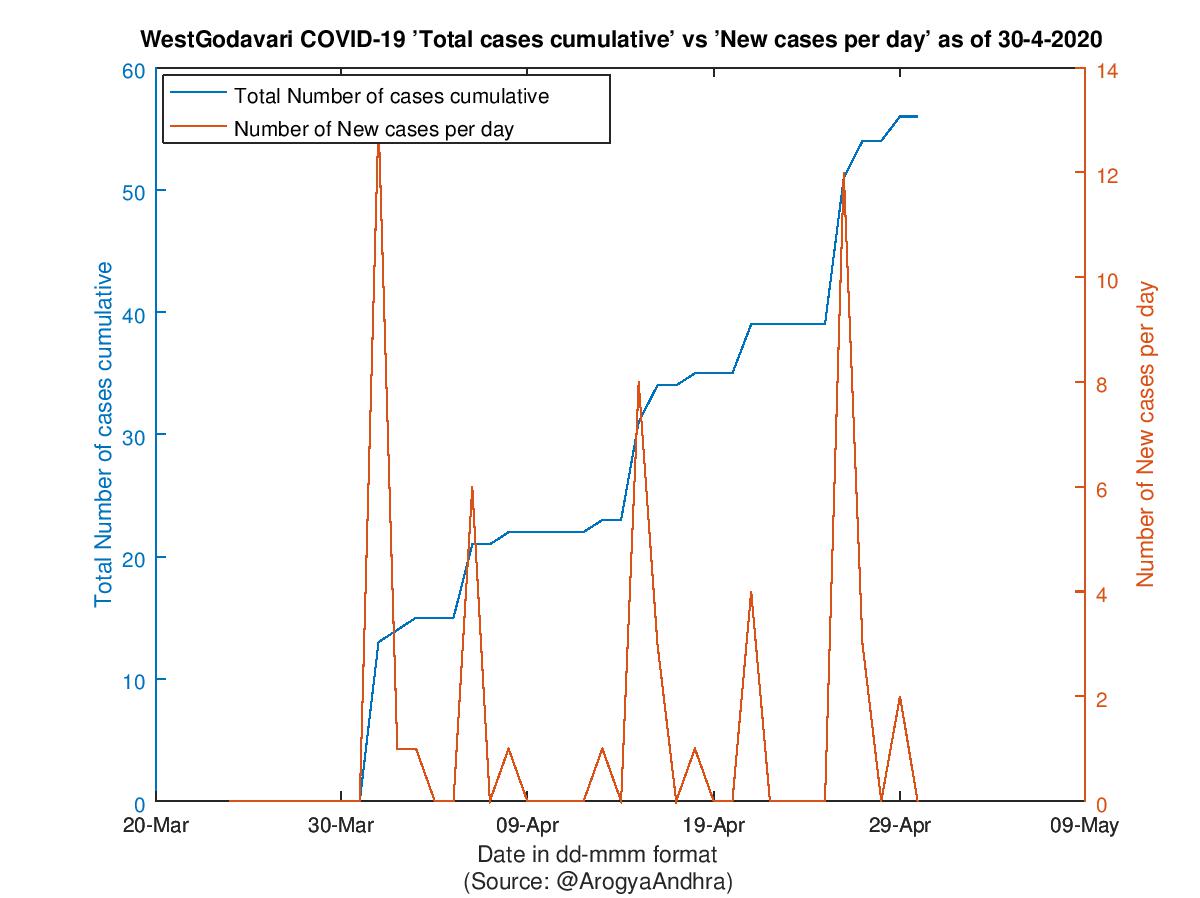 WestGodavari COVID-19 ’Total cases cumulative’ vs ’New cases per day’ as of 30-4-2020
Total Number of cases cumulative
Number of New cases per day
60
50
40
30
20
10
0
Total Number of cases cumulative
14
12
10
8
6
4
2
0
Number of New cases per day
20-Mar 30-Mar 09-Apr 19-Apr 29-Apr 09-May
Date in dd-mmm format
(Source: @ArogyaAndhra)